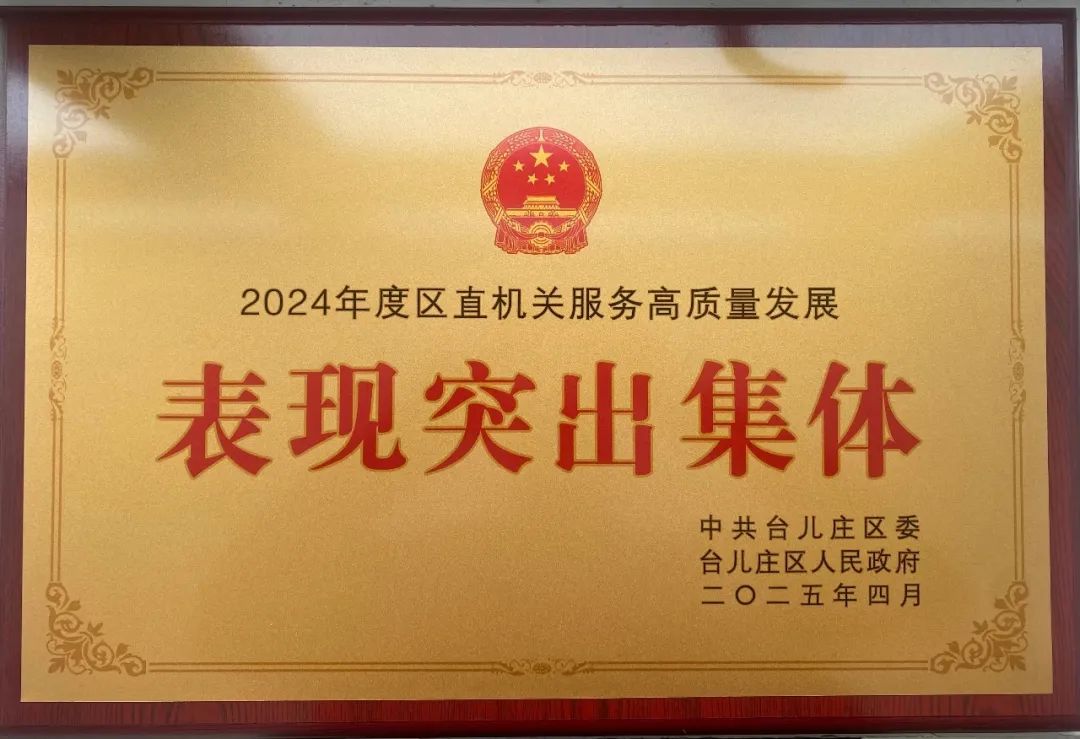 2024年度区直机关服务高质量发展
表现突出集体
中共台儿庄区委
台儿庄区人民政府
二〇二五年四月